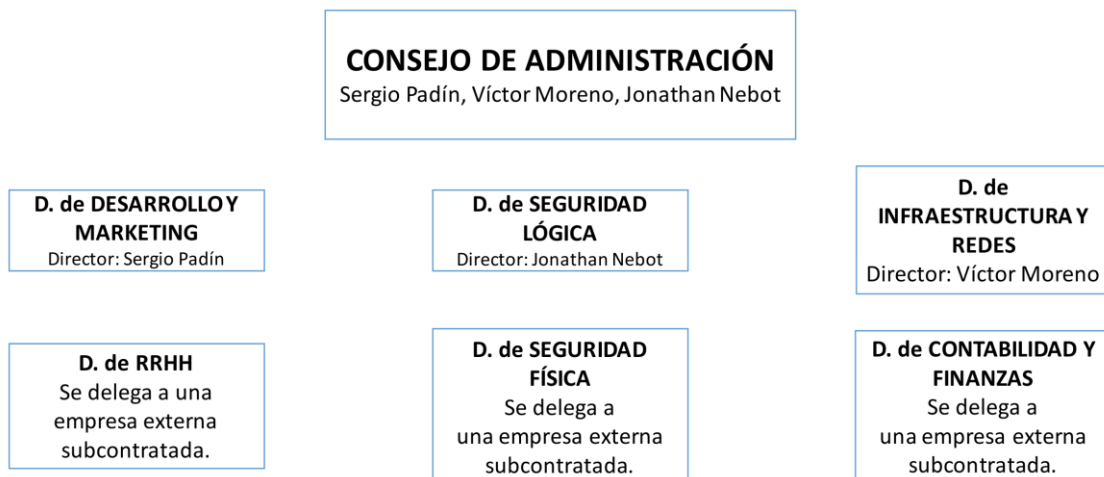 CONSEJO DE ADMINISTRACIÓN
Sergio Padín, Víctor Moreno, Jonathan Nebot
D. de DESARROLLO Y
MARKETING
Director: Sergio Padín
D. de SEGURIDAD
LÓGICA
Director: Jonathan Nebot
D. de
INFRAESTRUCTURA Y
REDES
Director: Víctor Moreno
D. de RRHH
Se delega a una
empresa externa
subcontratada.
D. de SEGURIDAD
FÍSICA
Se delega a
una empresa externa
subcontratada.
D. de CONTABILIDAD Y
FINANZAS
Se delega a
una empresa externa
subcontratada.